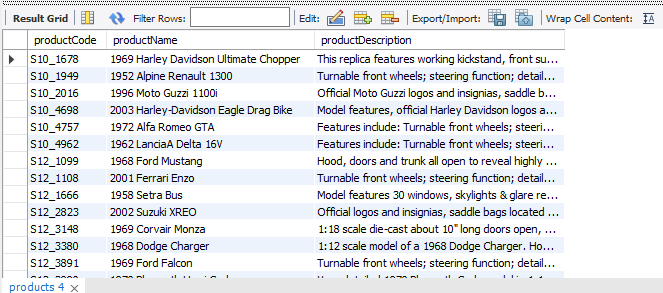 Result Grid Filter Rows: Edit: Export/Import: Wrap Cell Content:
productCode productName productDescription
S10_1678 1969 Harley Davidson Ultimate Chopper This replica features working kickstand, front su...
S10_1949 1952 Alpine Renault 1300 Turnable front wheels; steering function; detail...
S10_2016 1996 Moto Guzzi 1100i Official Moto Guzzi logos and insignias, saddle b...
S10_4698 2003 Harley-Davidson Eagle Drag Bike Model features, official Harley Davidson logos a...
S10_4757 1972 Alfa Romeo GTA Features include: Turnable front wheels; steeri...
S10_4962 1962 LanciaA Delta 16V Features include: Turnable front wheels; steeri...
S12_1099 1968 Ford Mustang Hood, doors and trunk all open to reveal highly ...
S12_1108 2001 Ferrari Enzo Turnable front wheels; steering function; detail...
S12_1666 1958 Setra Bus Model features 30 windows, skylights & glare re...
S12_2823 2002 Suzuki XREO Official logos and insignias, saddle bags located ...
S12_3148 1969 Corvair Monza 1:18 scale die-cast about 10" long doors open, ...
S12_3380 1968 Dodge Charger 1:12 scale model of a 1968 Dodge Charger. Ho...
S12_3891 1969 Ford Falcon Turnable front wheels; steering function; detail...
products 4